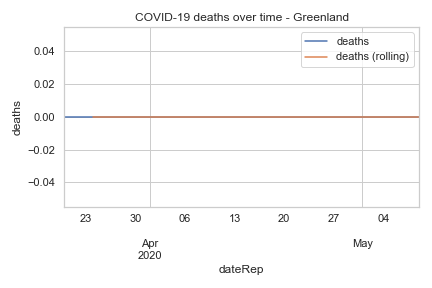 COVID-19 deaths over time - Greenland
deaths
deaths (rolling)
0.04
0.02
0.00
−0.02
−0.04
deaths
23 30 06 13 20 27 04
Apr May
2020
dateRep